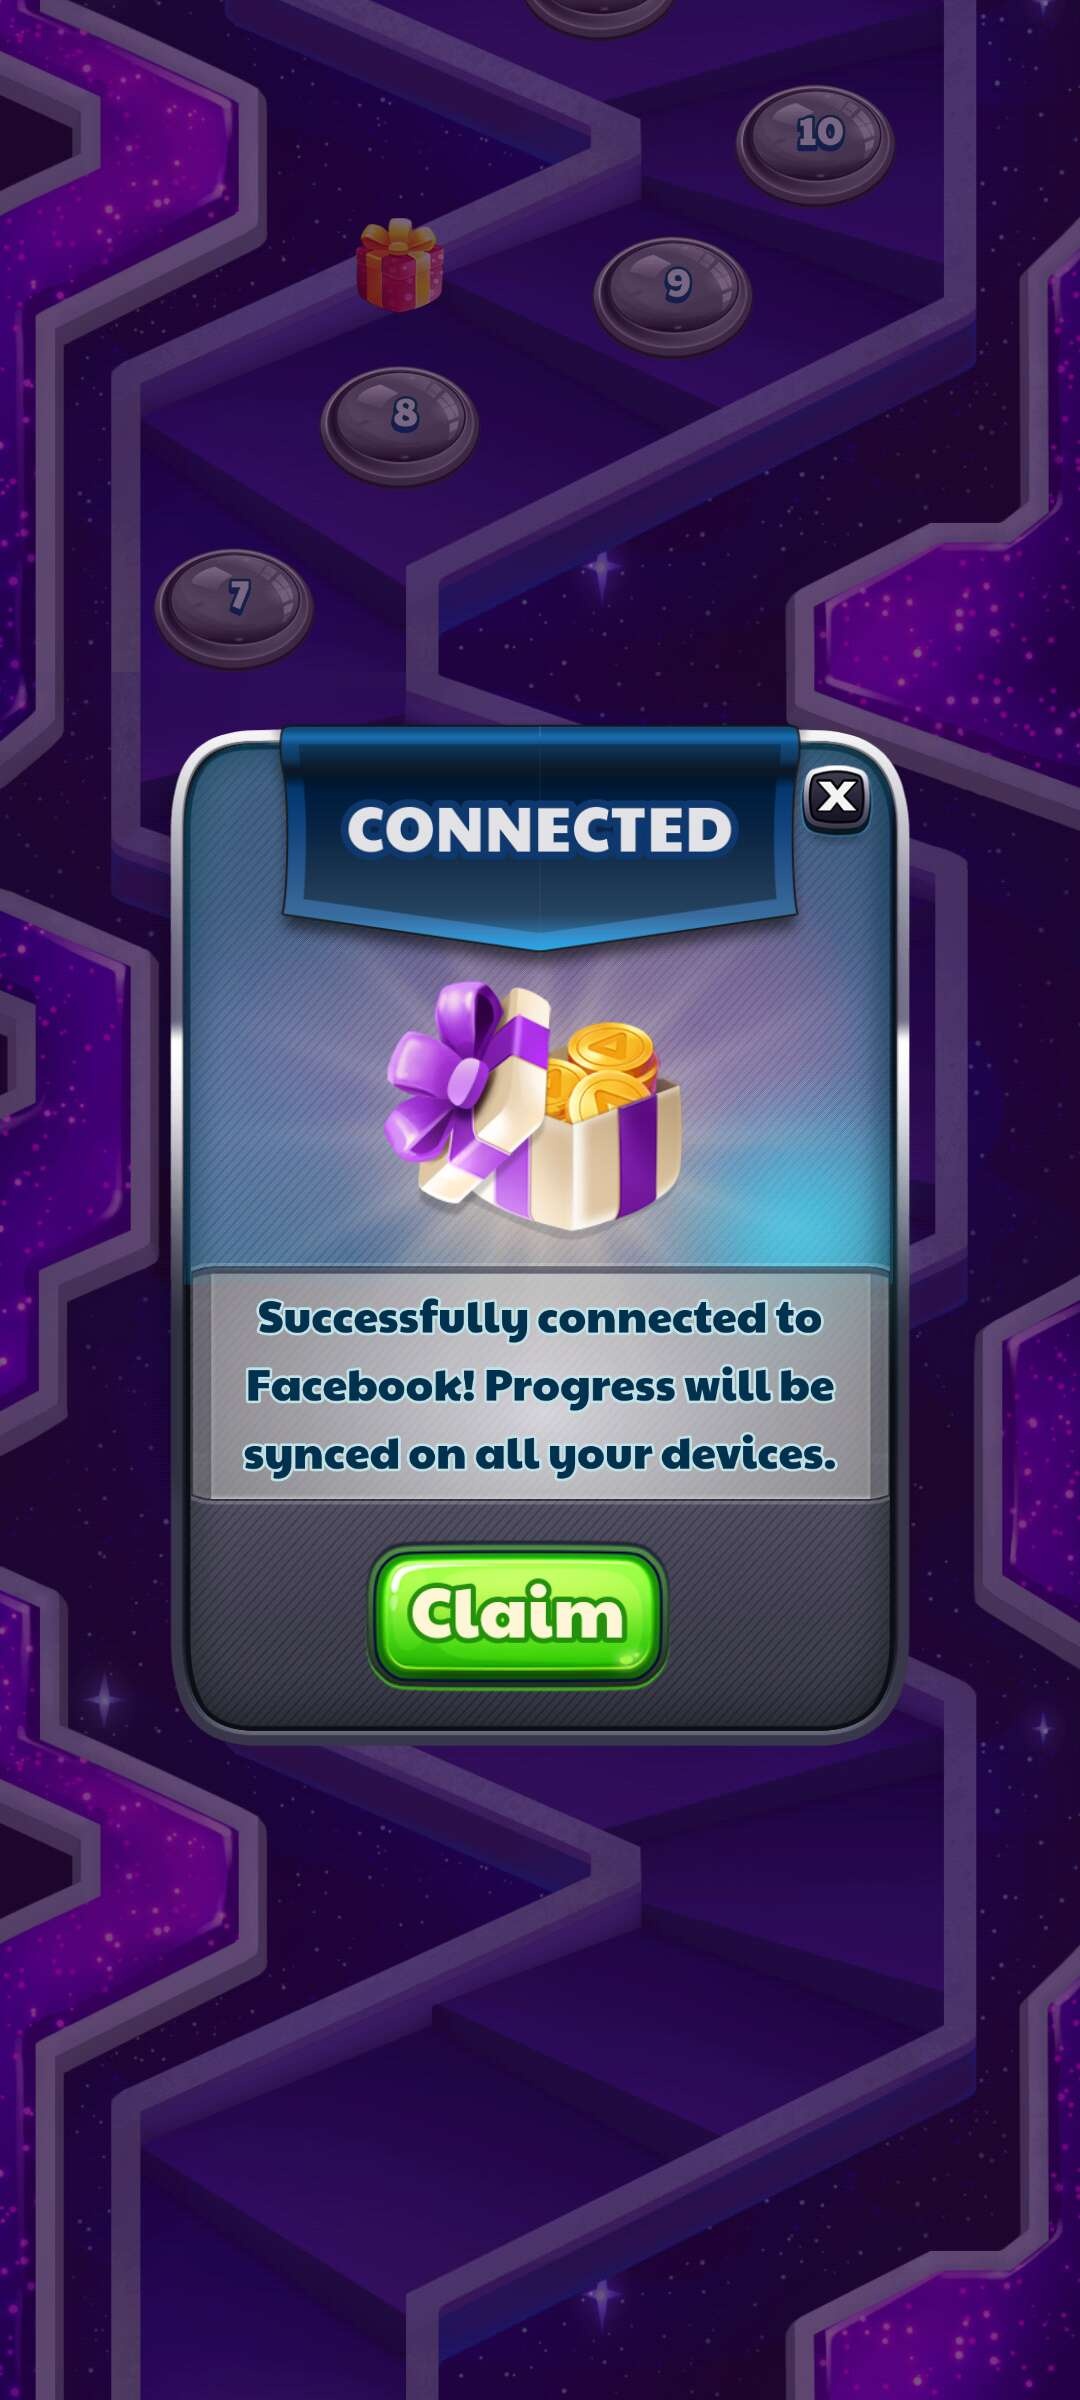 10
9
8
7
CONNECTED
X
Successfully connected to
Facebook! Progress will be
synced on all your devices.
Claim